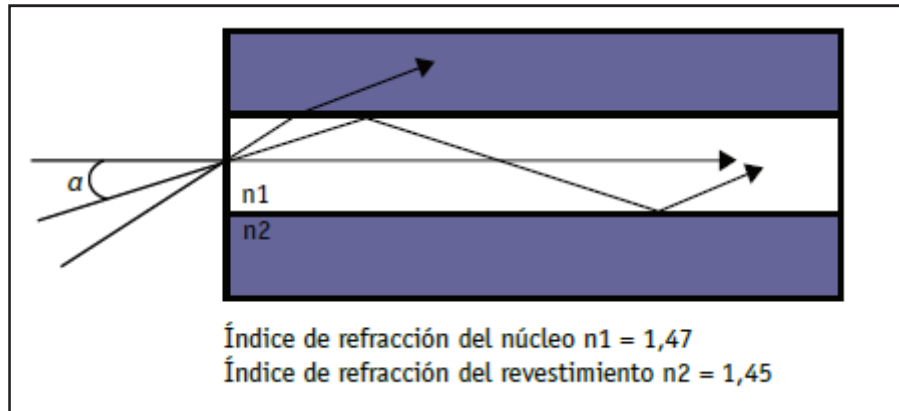 α
n1
n2
Índice de refracción del núcleo n1 = 1,47
Índice de refracción del revestimiento n2 = 1,45